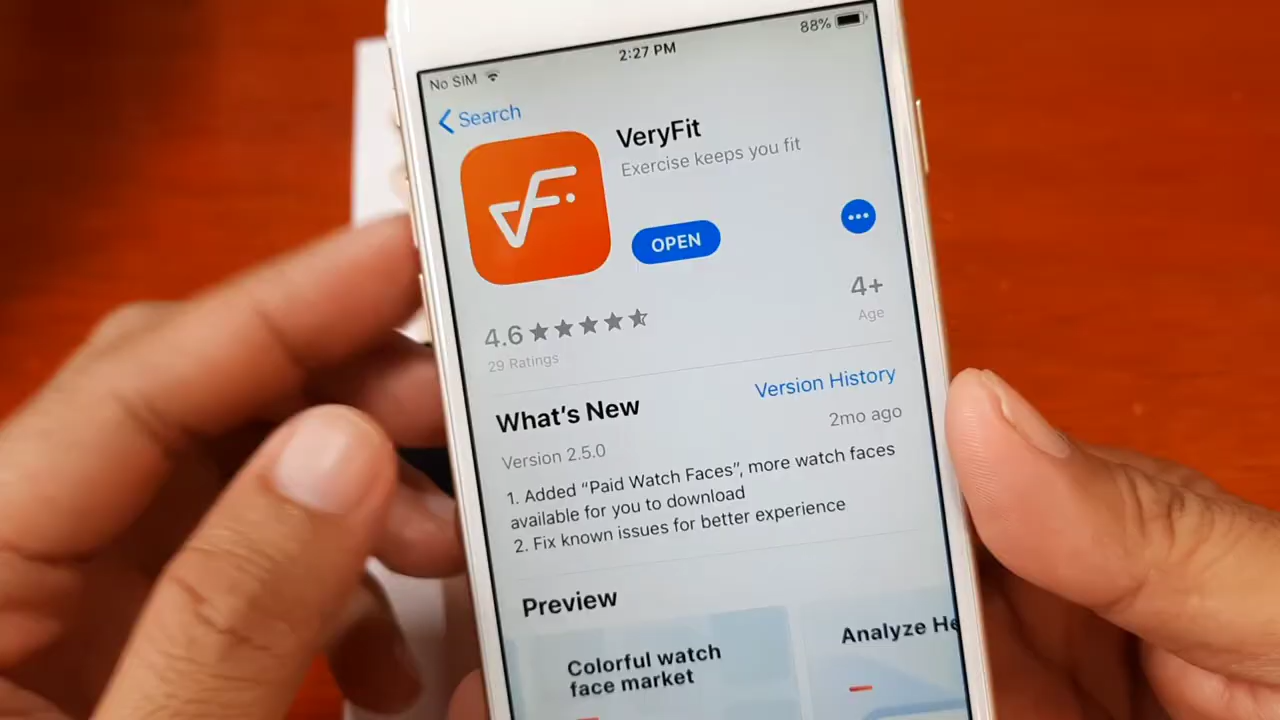 No SIM 2:27 PM 88%
Search
VeryFit
Exercise keeps you fit
VF
OPEN
4.6
4+
29 Ratings
Age
What's New
Version History
Version 2.5.0
2mo ago
1. Added “Paid Watch Faces”, more watch faces
available for you to download
2. Fix known issues for better experience
Preview
Colorful watch
face market
Analyze He